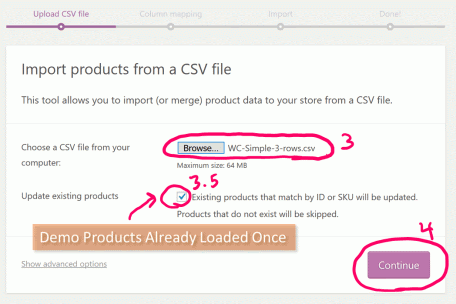 Upload CSV file
Column mapping
Import
Done!
Import products from a CSV file
This tool allows you to import (or merge) product data to your store from a CSV file.
Choose a CSV file from your
computer:
Browse... WC-Simple-3-rows.csv
3
Maximum size: 64 MB
3.5
Update existing products
Existing products that match by ID or SKU will be updated.
Products that do not exist will be skipped.
Demo Products Already Loaded Once
4
Show advanced options
Continue